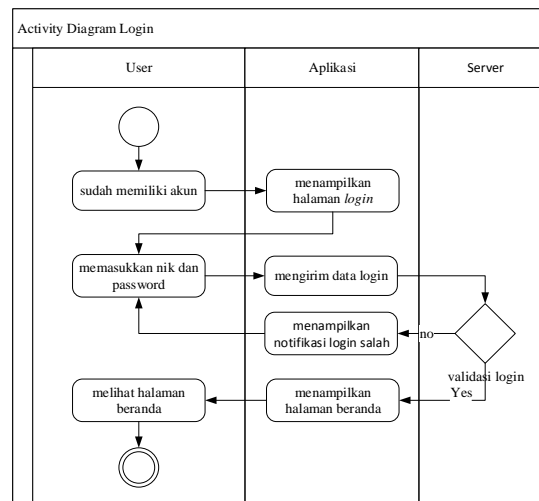 Activity Diagram Login
User
Aplikasi
Server
sudah memiliki akun
menampilkan
halaman login
memasukkan nik dan
password
mengirim data login
menampilkan
notifikasi login salah
no
validasi login
Yes
melihat halaman
beranda
menampilkan
halaman beranda